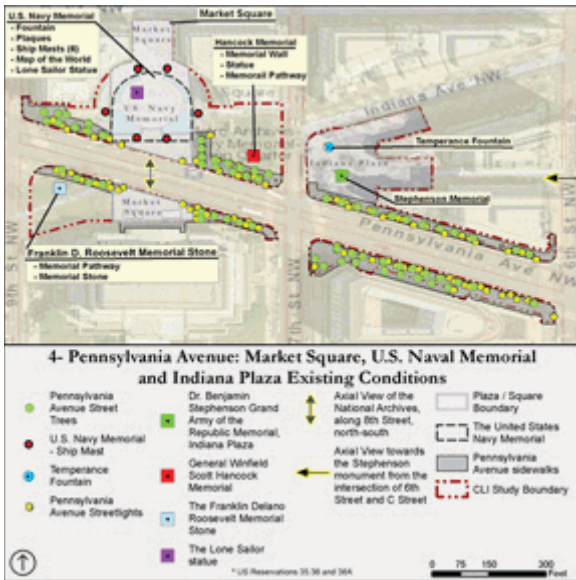 U.S. Navy Memorial
- Fountain
- Plaques
- Ship Masts (6)
- Map of the World
- Lone Sailor Statue
Market Square
Market
Square
Hancock Memorial
- Memorial Wall
- Statue
- Memorail Pathway
U.S. Navy
Memorial
Indiana Ave NW
Temperance Fountain
Indiana Plaza
Stephenson Memorial
Market
Square
Pennsylvania Ave NW
Franklin D. Roosevelt Memorial Stone
- Memorial Pathway
- Memorial Stone
9th St NW
7th St NW
6th St NW
4- Pennsylvania Avenue: Market Square, U.S. Naval Memorial
and Indiana Plaza Existing Conditions
Pennsylvania
Avenue Street
Trees
U.S. Navy Memorial
- Ship Mast
Temperance
Fountain
Pennsylvania
Avenue Streetlights
Dr. Benjamin
Stephenson Grand
Army of the
Republic Memorial,
Indiana Plaza
General Winfield
Scott Hancock
Memorial
The Franklin Delano
Roosevelt Memorial
Stone
The Lone Sailor
statue
Axial View of the
National Archives,
along 8th Street,
north-south
Axial View towards
the Stephenson
monument from the
intersection of 6th
Street and C Street
Plaza / Square
Boundary
The United States
Navy Memorial
Pennsylvania
Avenue sidewalks
CLI Study Boundary
* US Reservations 35,36 and 36A
0 75 150 300
Feet